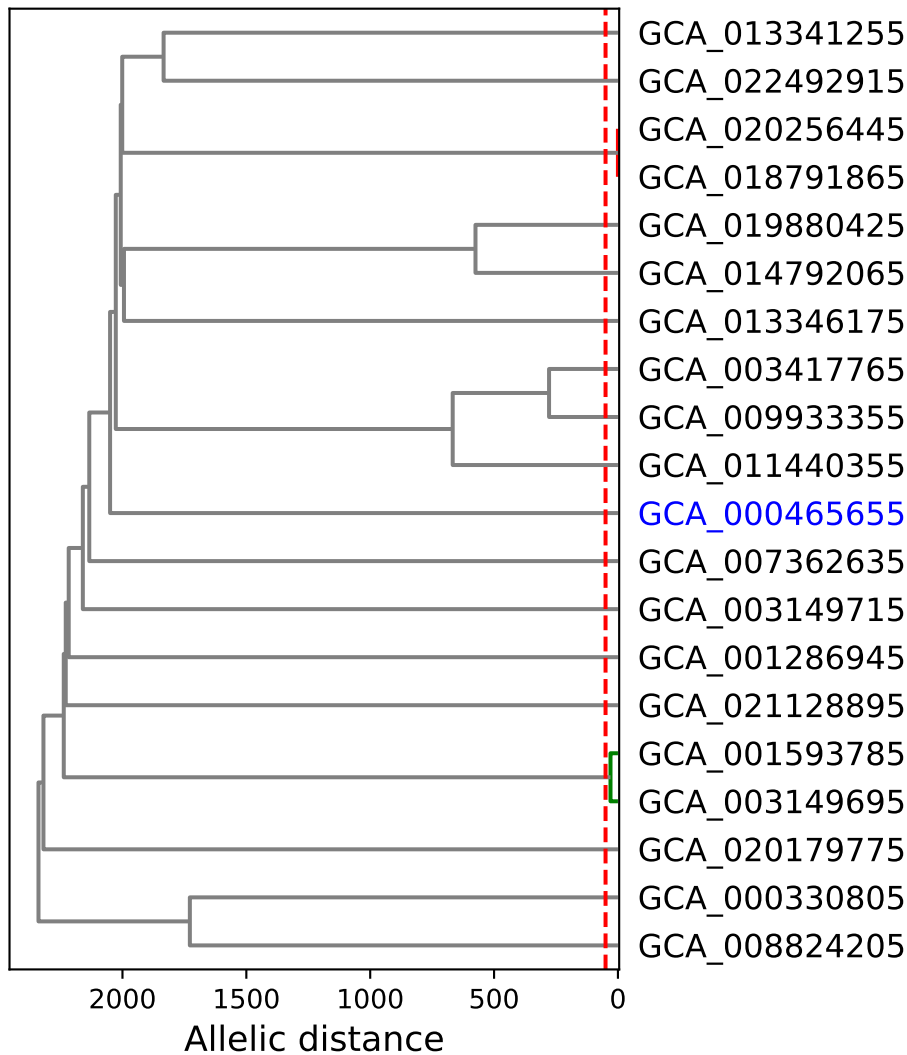 GCA_013341255
GCA_022492915
GCA_020256445
GCA_018791865
GCA_019880425
GCA_014792065
GCA_013346175
GCA_003417765
GCA_009933355
GCA_011440355
GCA_000465655
GCA_007362635
GCA_003149715
GCA_001286945
GCA_021128895
GCA_001593785
GCA_003149695
GCA_020179775
GCA_000330805
GCA_008824205
2000 1500 1000 500 0
Allelic distance